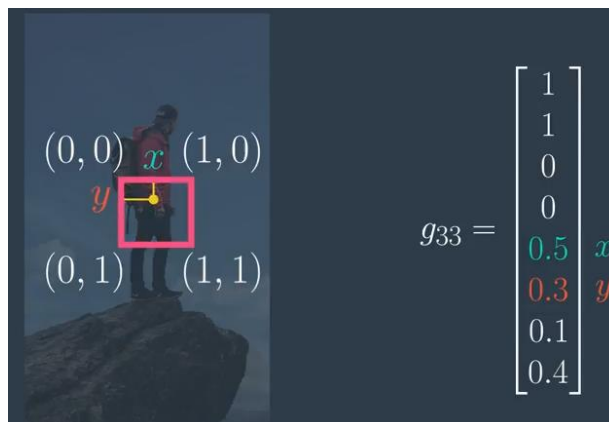 (0, 0) x (1, 0)
y
(0, 1) (1, 1)
g33 =
1
1
0
0
0.5 x
0.3 y
0.1
0.4